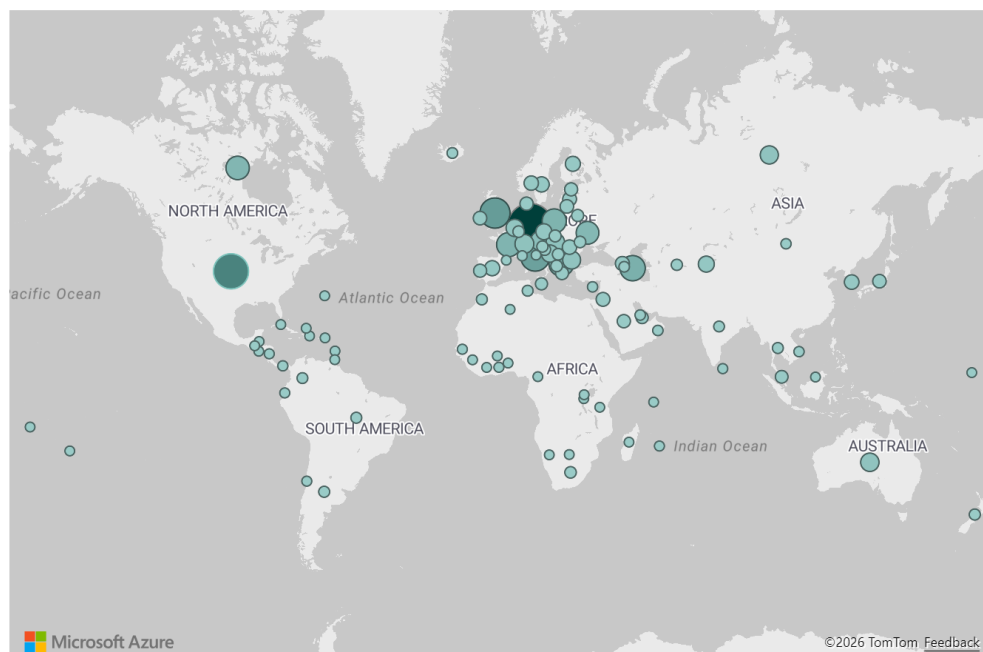 NORTH AMERICA
ASIA
acific Ocean
Atlantic Ocean
AFRICA
SOUTH AMERICA
Indian Ocean
AUSTRALIA
Microsoft Azure
©2026 TomTom Feedback